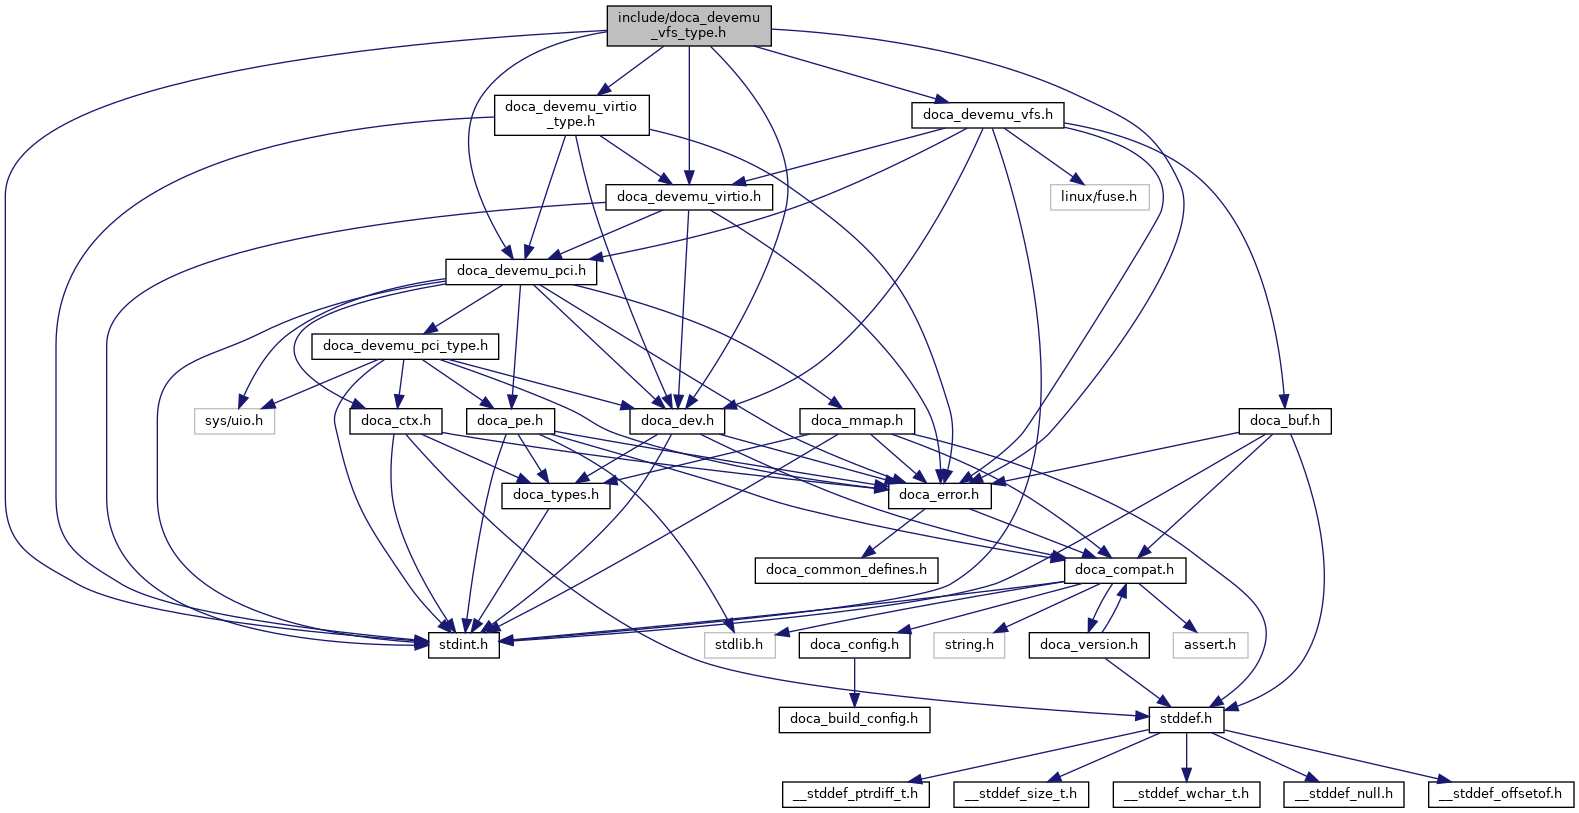 include/doca_devemu
_vfs_type.h
doca_devemu_virtio
_type.h
doca_devemu_vfs.h
doca_devemu_virtio.h
linux/fuse.h
doca_devemu_pci.h
doca_devemu_pci_type.h
sys/uio.h
doca_ctx.h
doca_pe.h
doca_dev.h
doca_mmap.h
doca_buf.h
doca_types.h
doca_error.h
doca_common_defines.h
doca_compat.h
stdint.h
stdlib.h
doca_config.h
string.h
doca_version.h
assert.h
doca_build_config.h
stddef.h
__stddef_ptrdiff_t.h
__stddef_size_t.h
__stddef_wchar_t.h
__stddef_null.h
__stddef_offsetof.h